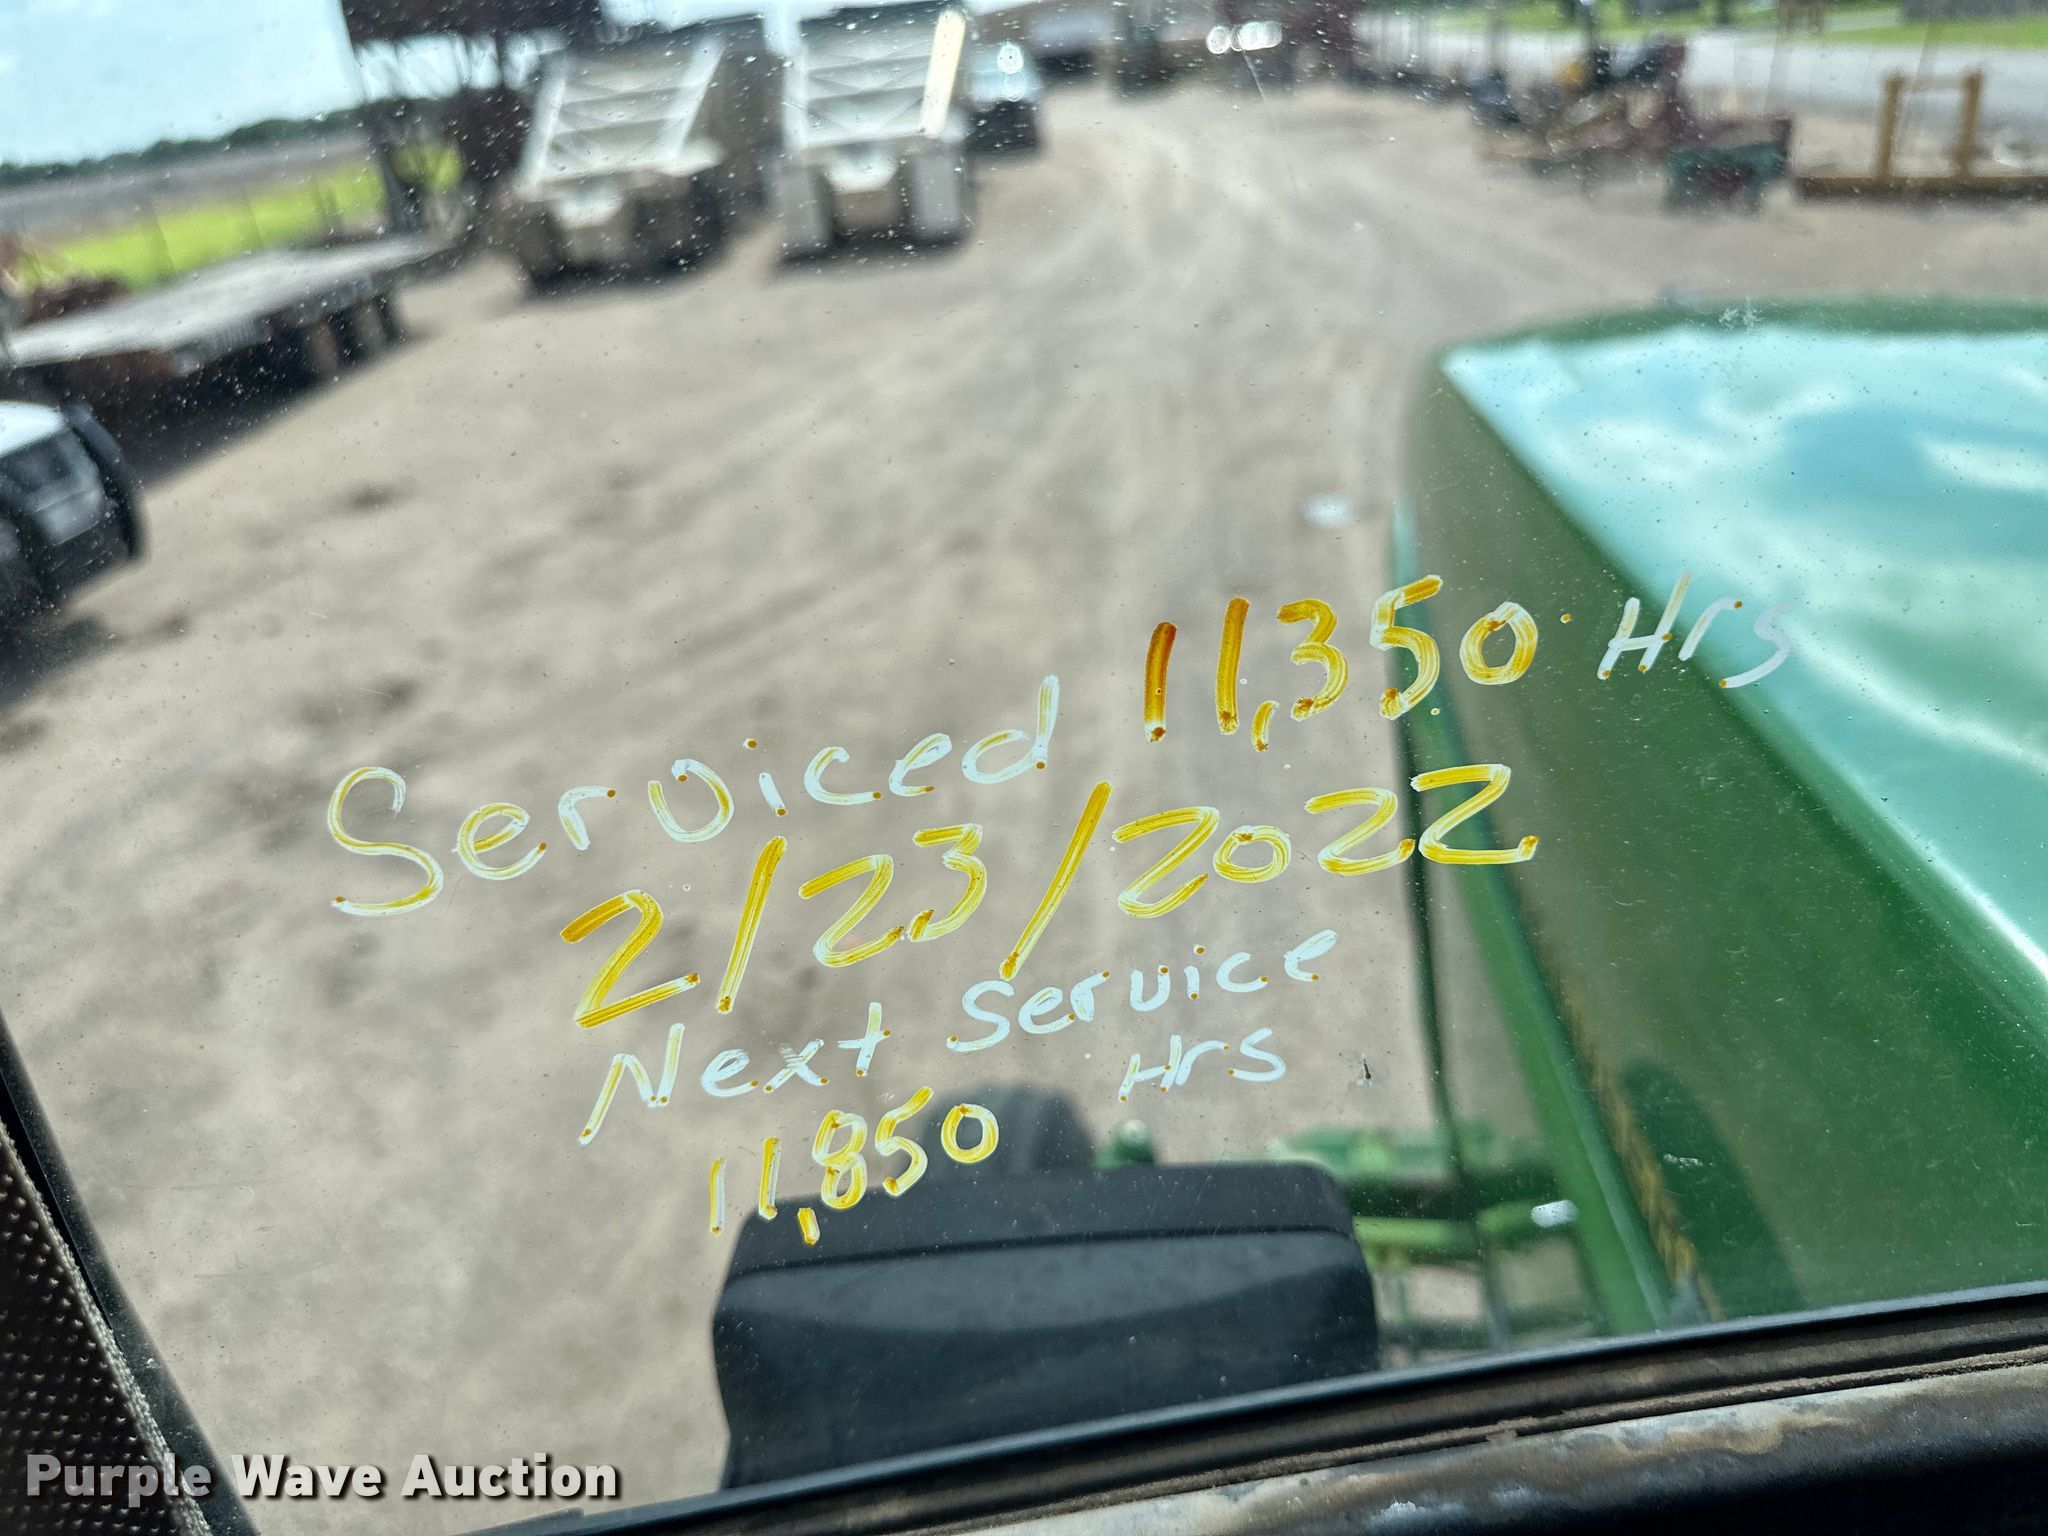 Serviced 11,350 Hrs
2/23/2022
Next Service
Hrs
11,850
Purple Wave Auction